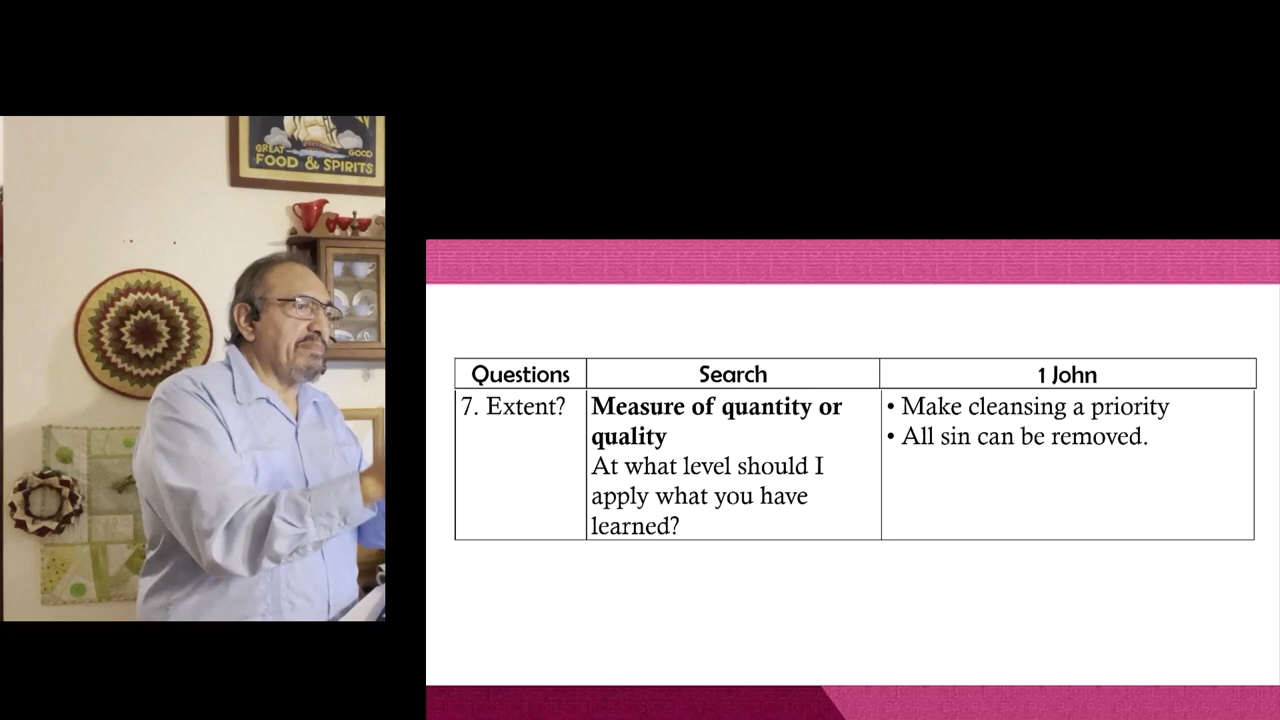 GREAT GOOD
FOOD & SPIRITS
Questions
Search
1 John
7. Extent?
Measure of quantity or
quality
At what level should I
apply what you have
learned?
• Make cleansing a priority
• All sin can be removed.